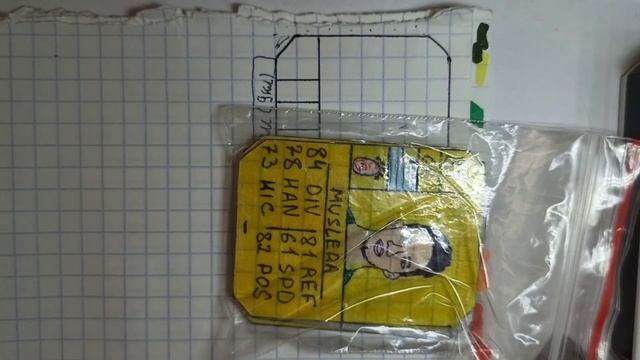 MUSLERA
84 DIV | 81 REF
78 HAN | 61 SPD
73 KIC | 82 POS